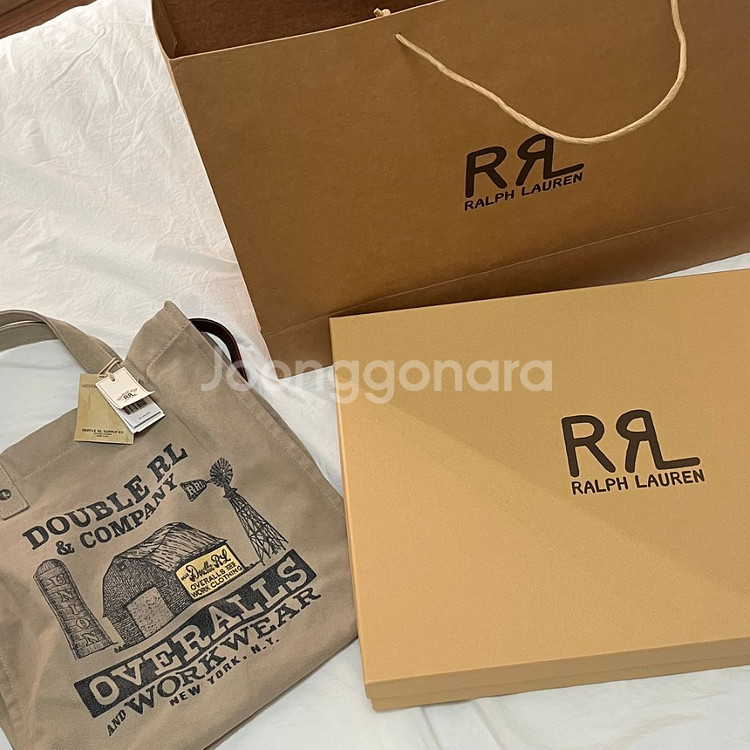 RRL
RALPH LAUREN
Joonggonara
RRL
RALPH LAUREN
RRL
DOUBLE RL
& COMPANY
RRL
UNION
Double RL
OVERALLS
WORK CLOTHING
OVERALLS
AND WORKWEAR
NEW YORK, N.Y.